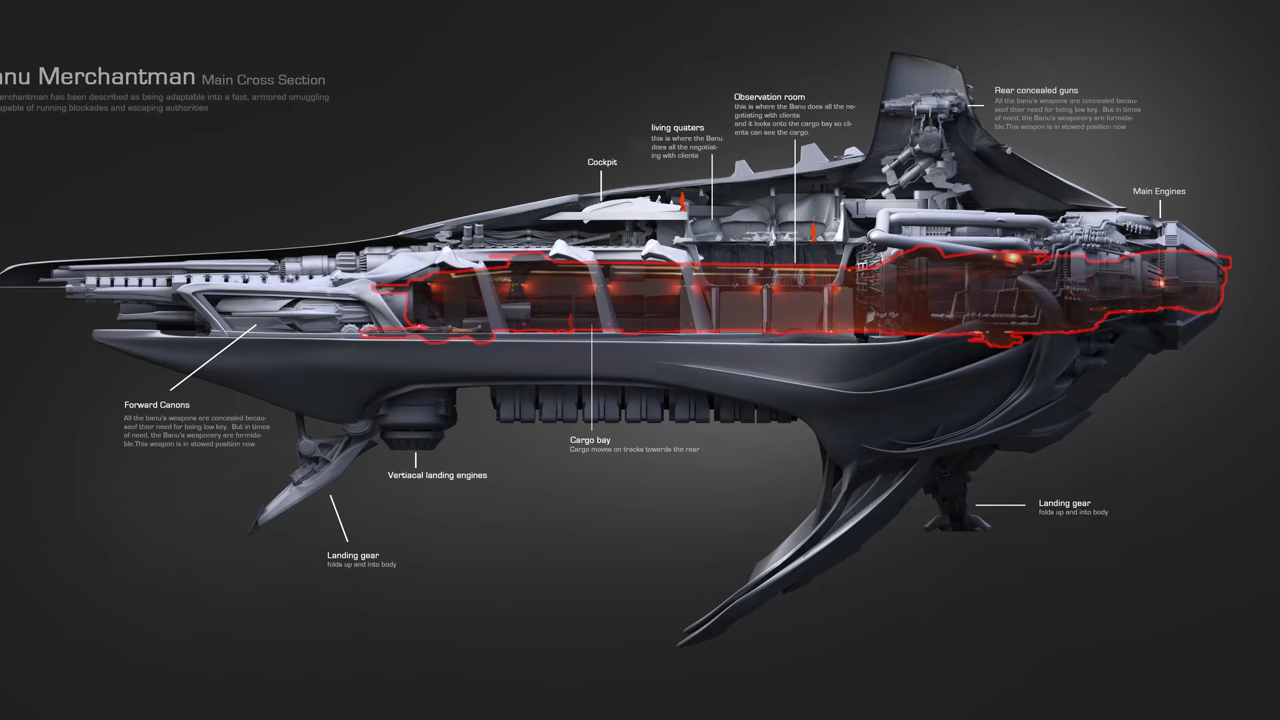 anu Merchantman Main Cross Section
erchantman has been described as being adaptable into a fast, armored smuggling
apable of running blockades and escaping authorities
Rear concealed guns
All the banu's weapons are concealed becau-
seof thier need for being low key. But in times
of need, the Banu's weaponery are formida-
ble.This weapon is in stowed position now
Observation room
this is where the Banu does all the ne-
gotiating with clients
and it looks onto the cargo bay so cli-
ents can see the cargo.
living quaters
this is where the Banu
does all the negotiat-
ing with clients
Cockpit
Main Engines
Forward Canons
All the banu's weapons are concealed becau-
seof thier need for being low key. But in times
of need, the Banu's weaponery are formida-
ble.This weapon is in stowed position now
Cargo bay
Cargo moves on tracks towards the rear
Vertiacal landing engines
Landing gear
folds up and into body
Landing gear
folds up and into body